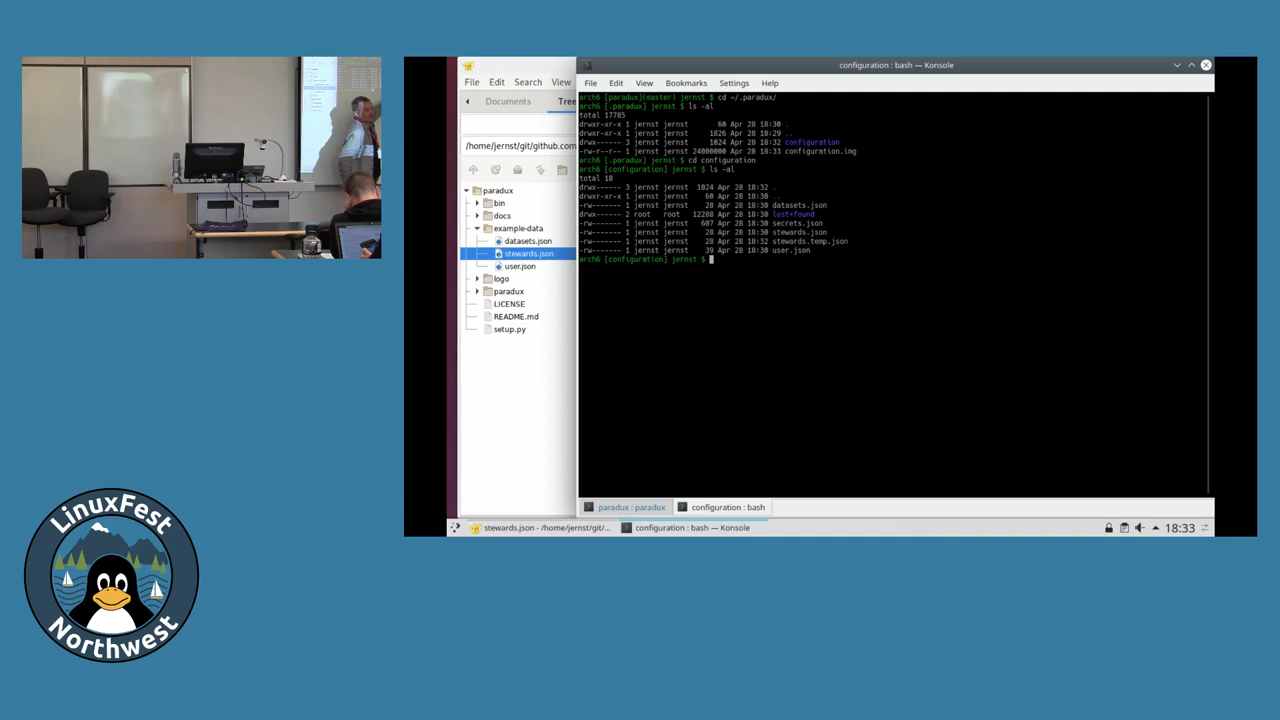 File Edit Search View
Documents Tree
/home/jernst/git/github.com
paradux
bin
docs
example-data
datasets.json
stewards.json
user.json
logo
paradux
LICENSE
README.md
setup.py
configuration : bash — Konsole
File Edit View Bookmarks Settings Help
arch6 [paradux](master) jernst $ cd ~/.paradux/
arch6 [.paradux] jernst $ ls -al
total 17785
drwxr-xr-x 1 jernst jernst 60 Apr 28 18:30 .
drwxr-xr-x 1 jernst jernst 1826 Apr 28 18:29 ..
drwx------ 3 jernst jernst 1024 Apr 28 18:32 configuration
-rw-r--r-- 1 jernst jernst 24000000 Apr 28 18:33 configuration.img
arch6 [.paradux] jernst $ cd configuration
arch6 [configuration] jernst $ ls -al
total 18
drwx------ 3 jernst jernst 1024 Apr 28 18:32 .
drwxr-xr-x 1 jernst jernst 60 Apr 28 18:30 ..
-rw------- 1 jernst jernst 28 Apr 28 18:30 datasets.json
drwx------ 2 root root 12288 Apr 28 18:30 lost+found
-rw------- 1 jernst jernst 607 Apr 28 18:30 secrets.json
-rw------- 1 jernst jernst 28 Apr 28 18:30 stewards.json
-rw------- 1 jernst jernst 28 Apr 28 18:32 stewards.temp.json
-rw------- 1 jernst jernst 39 Apr 28 18:30 user.json
arch6 [configuration] jernst $
paradux : paradux configuration : bash
stewards.json - /home/jernst/git/... configuration : bash — Konsole 18:33
LinuxFest
Northwest